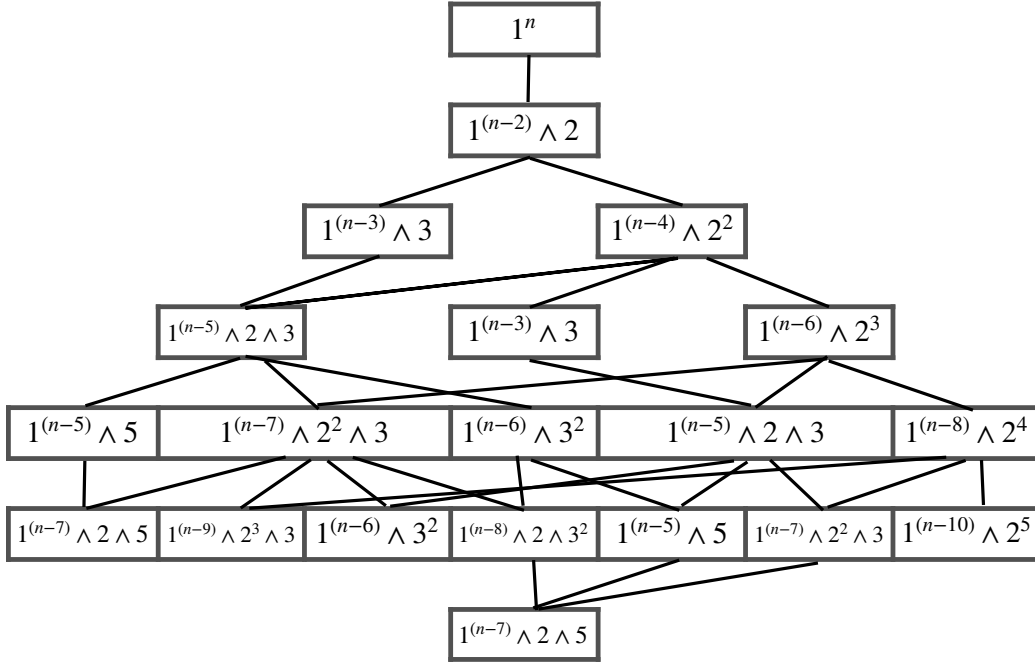 1^n
1^(n−2) ∧ 2
1^(n−3) ∧ 3
1^(n−4) ∧ 2^2
1^(n−5) ∧ 2 ∧ 3
1^(n−3) ∧ 3
1^(n−6) ∧ 2^3
1^(n−5) ∧ 5
1^(n−7) ∧ 2^2 ∧ 3
1^(n−6) ∧ 3^2
1^(n−5) ∧ 2 ∧ 3
1^(n−8) ∧ 2^4
1^(n−7) ∧ 2 ∧ 5
1^(n−9) ∧ 2^3 ∧ 3
1^(n−6) ∧ 3^2
1^(n−8) ∧ 2 ∧ 3^2
1^(n−5) ∧ 5
1^(n−7) ∧ 2^2 ∧ 3
1^(n−10) ∧ 2^5
1^(n−7) ∧ 2 ∧ 5